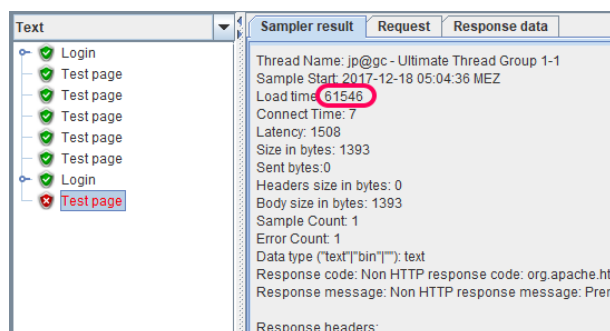 Text
Login
Test page
Test page
Test page
Test page
Test page
Login
Test page
Sampler result
Request
Response data
Thread Name: jp@gc - Ultimate Thread Group 1-1
Sample Start: 2017-12-18 05:04:36 MEZ
Load time: 61546
Connect Time: 7
Latency: 1508
Size in bytes: 1393
Sent bytes:0
Headers size in bytes: 0
Body size in bytes: 1393
Sample Count: 1
Error Count: 1
Data type ("text"|"bin"|""): text
Response code: Non HTTP response code: org.apache.ht
Response message: Non HTTP response message: Prer
Response headers: